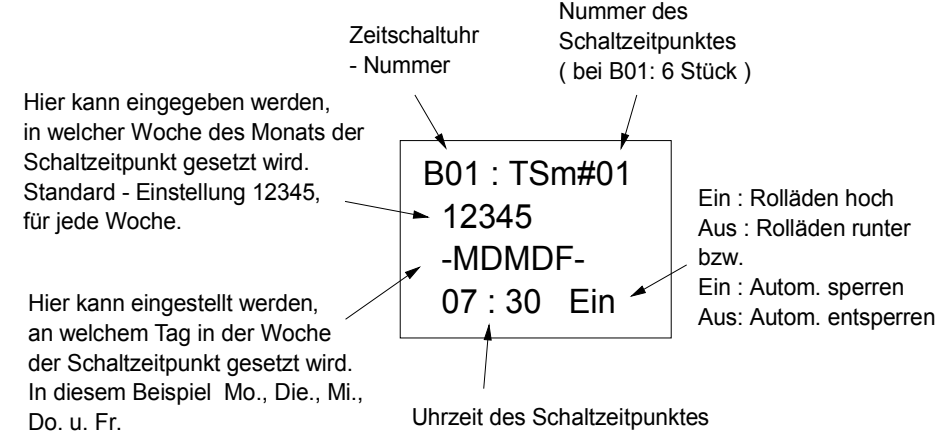 Zeitschaltuhr
- Nummer
Nummer des
Schaltzeitpunktes
( bei B01: 6 Stück )
Hier kann eingegeben werden,
in welcher Woche des Monats der
Schaltzeitpunkt gesetzt wird.
Standard - Einstellung 12345,
für jede Woche.
B01 : TSm#01
12345
-MDMDF-
07 : 30 Ein
Ein : Rolläden hoch
Aus : Rolläden runter
bzw.
Ein : Autom. sperren
Aus: Autom. entsperren
Hier kann eingestellt werden,
an welchem Tag in der Woche
der Schaltzeitpunkt gesetzt wird.
In diesem Beispiel Mo., Die., Mi.,
Do. u. Fr.
Uhrzeit des Schaltzeitpunktes